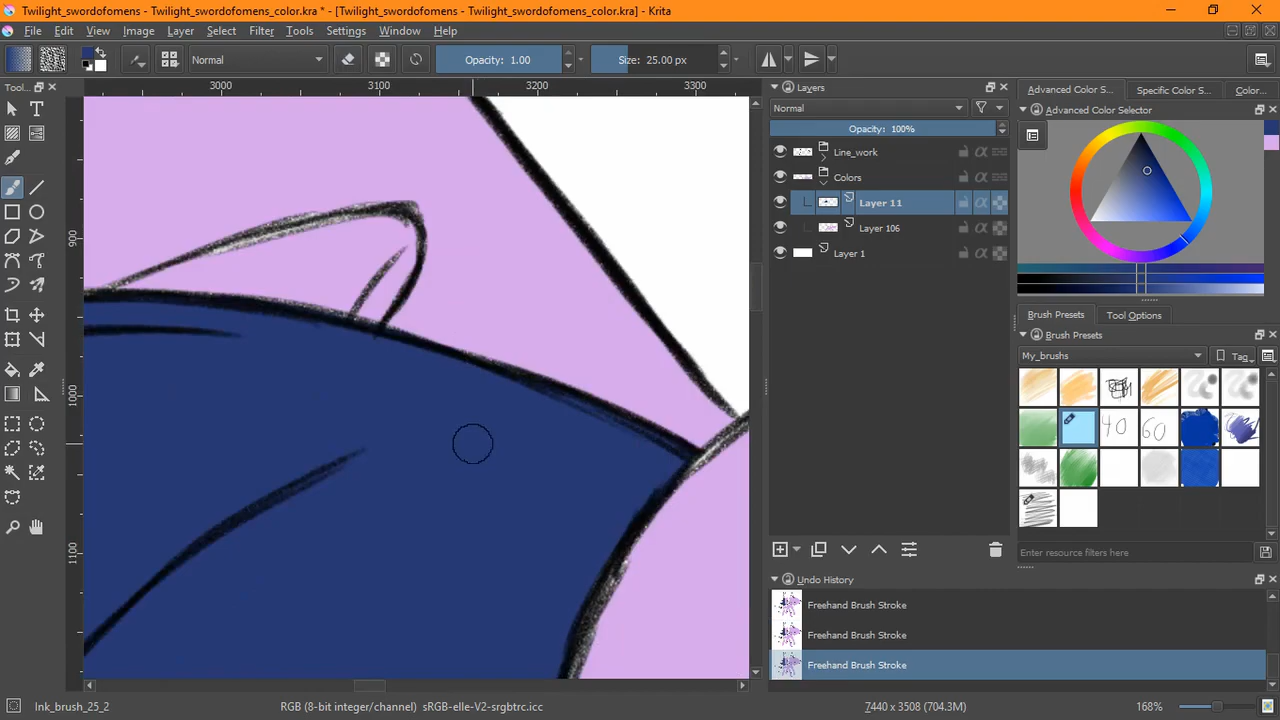 Twilight_swordofomens - Twilight_swordofomens_color.kra * - [Twilight_swordofomens - Twilight_swordofomens_color.kra] - Krita
File Edit View Image Layer Select Filter Tools Settings Window Help
Normal Opacity: 1.00 Size: 25.00 px
Tool...
3000 3100 3200 3300
900
1000
1100
Layers
Normal
Opacity: 100%
Line_work
Colors
Layer 11
Layer 106
Layer 1
Advanced Color S... Specific Color S... Color...
Advanced Color Selector
Brush Presets Tool Options
Brush Presets
My_brushs Tag
40 60
Enter resource filters here
Undo History
Freehand Brush Stroke
Freehand Brush Stroke
Freehand Brush Stroke
Ink_brush_25_2 RGB (8-bit integer/channel) sRGB-elle-V2-srgbtrc.icc 7440 x 3508 (704.3M) 168%